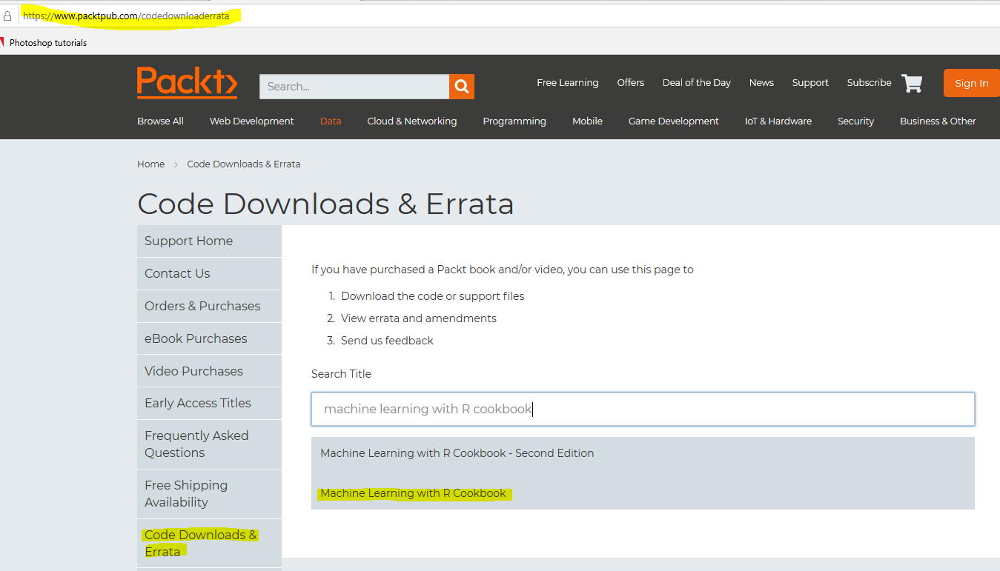 https://www.packtpub.com/codedownloaderrata
Photoshop tutorials
Packt
Search...
Free Learning Offers Deal of the Day News Support Subscribe Sign In
Browse All Web Development Data Cloud & Networking Programming Mobile Game Development IoT & Hardware Security Business & Other
Home > Code Downloads & Errata
Code Downloads & Errata
Support Home
Contact Us
Orders & Purchases
eBook Purchases
Video Purchases
Early Access Titles
Frequently Asked
Questions
Free Shipping
Availability
Code Downloads &
Errata
If you have purchased a Packt book and/or video, you can use this page to
1. Download the code or support files
2. View errata and amendments
3. Send us feedback
Search Title
machine learning with R cookbook
Machine Learning with R Cookbook - Second Edition
Machine Learning with R Cookbook